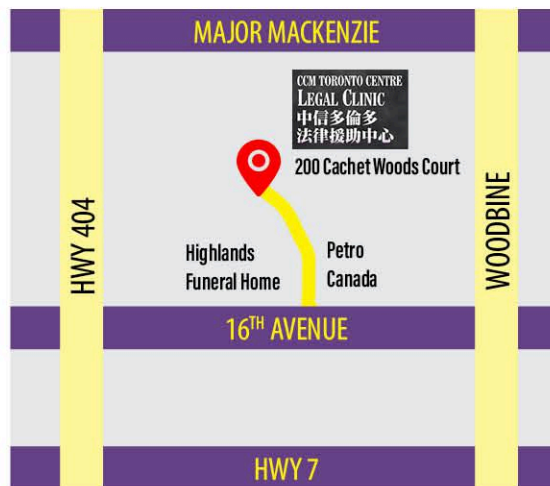 MAJOR MACKENZIE
CCM TORONTO CENTRE
LEGAL CLINIC
中信多倫多
法律援助中心
200 Cachet Woods Court
HWY 404
WOODBINE
Highlands
Funeral Home
Petro
Canada
16TH AVENUE
HWY 7